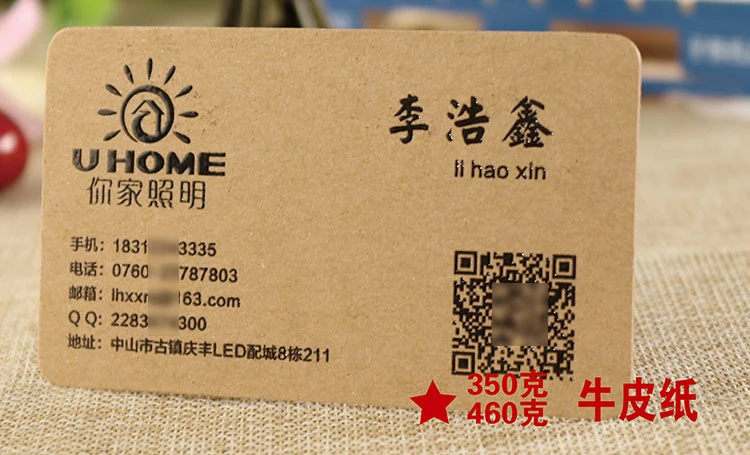 U HOME
你家照明
李浩鑫
li hao xin
手机：1831 3335
电话：0760 787803
邮箱：lhxx 163.com
QQ：2283 300
地址：中山市古镇庆丰LED配城8栋211
350克
460克
牛皮纸